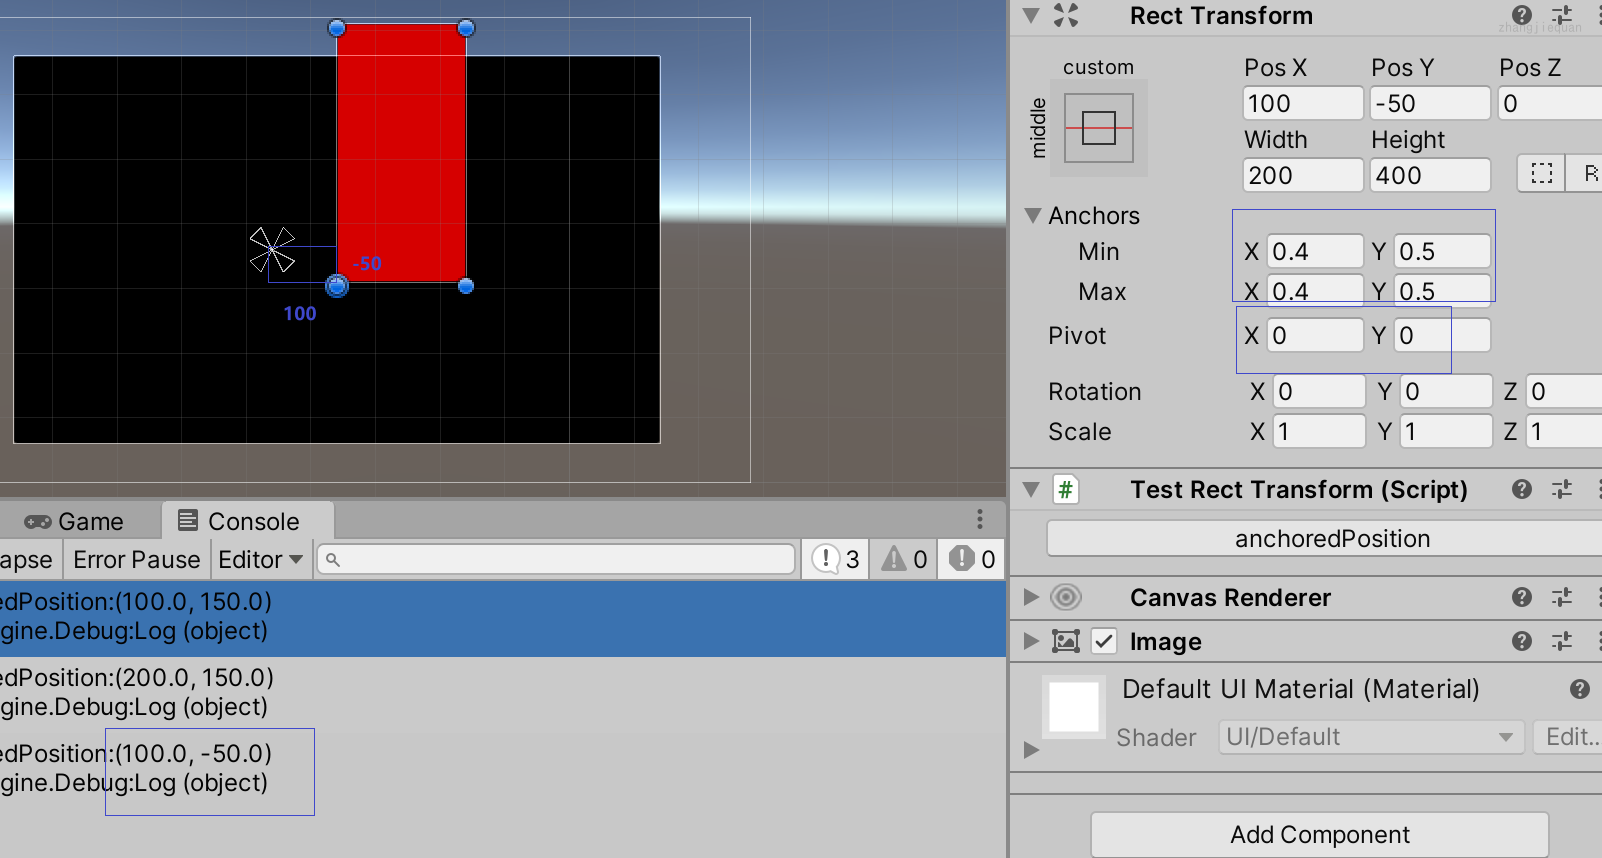 -50
100
Rect Transform
zhangjiequan
custom
middle
Pos X Pos Y Pos Z
100 -50 0
Width Height
200 400
R
Anchors
Min X 0.4 Y 0.5
Max X 0.4 Y 0.5
Pivot X 0 Y 0
Rotation X 0 Y 0 Z 0
Scale X 1 Y 1 Z 1
# Test Rect Transform (Script)
anchoredPosition
Canvas Renderer
Image
Default UI Material (Material)
Shader UI/Default Edit..
Add Component
Game Console
apse Error Pause Editor 3 0 0
edPosition:(100.0, 150.0)
gine.Debug:Log (object)
edPosition:(200.0, 150.0)
gine.Debug:Log (object)
edPosition:(100.0, -50.0)
gine.Debug:Log (object)